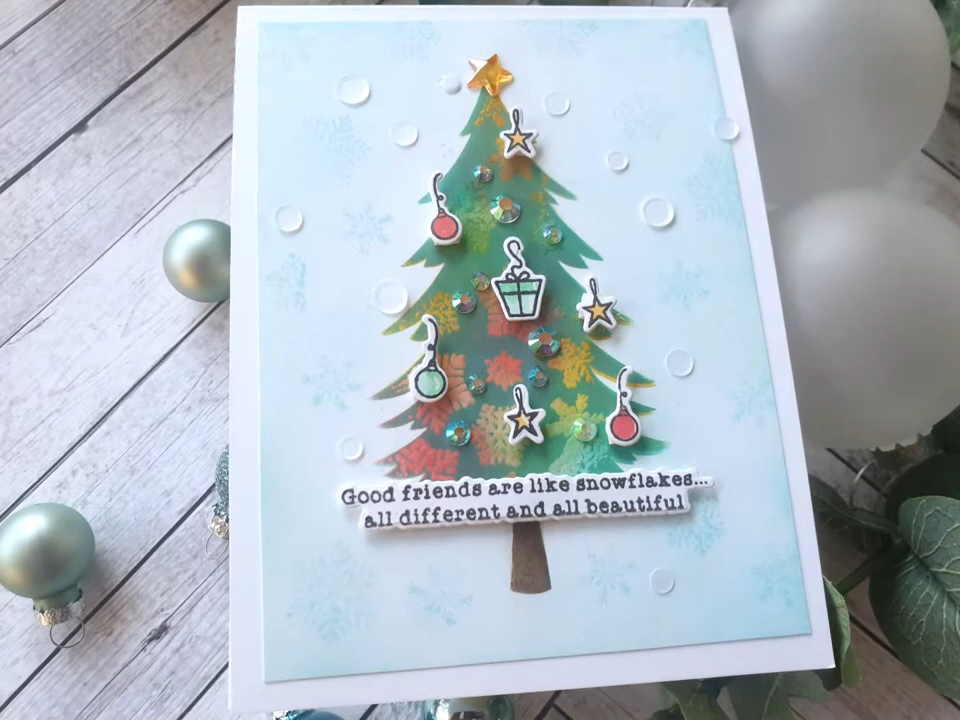 Good friends are like snowflakes...
all different and all beautiful